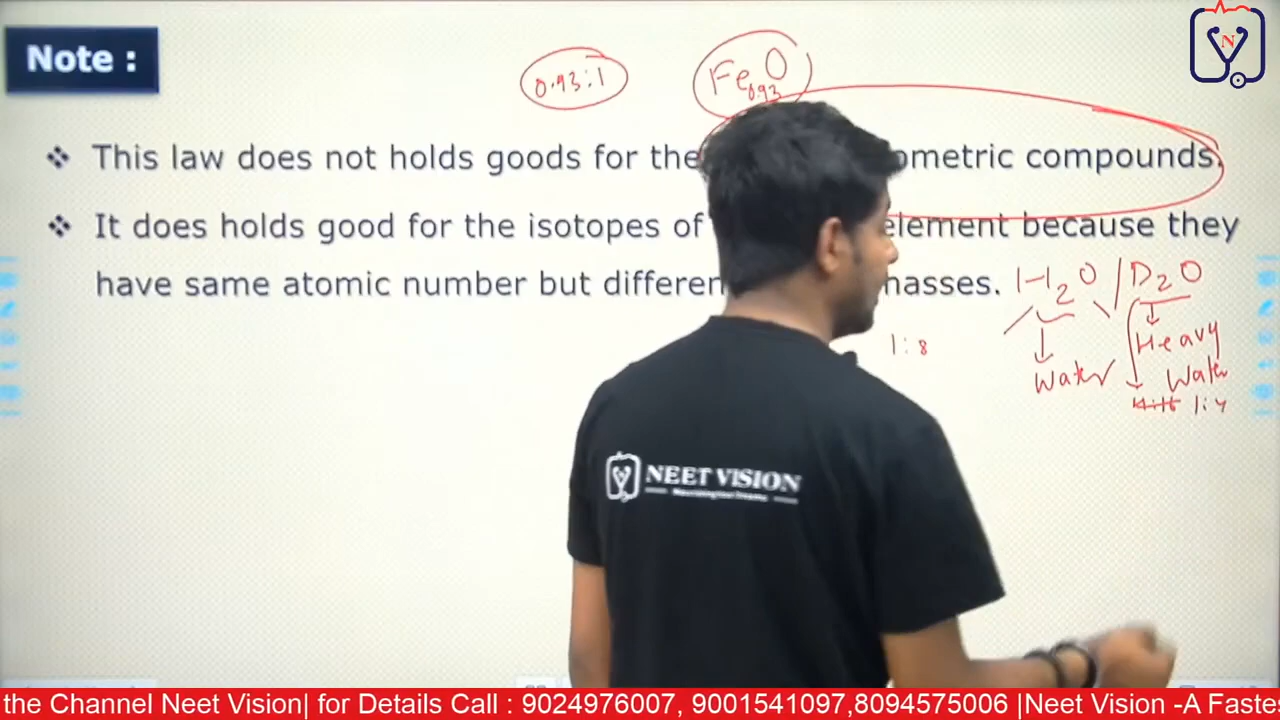 Note :
0.93:1
Fe0.93O
N
This law does not holds goods for the ometric compounds.
It does holds good for the isotopes of element because they
have same atomic number but differen masses.
H2O / D2O
1:8
Water
Heavy
Water
1:4
NEET VISION
the Channel Neet Vision| for Details Call : 9024976007, 9001541097,8094575006 |Neet Vision -A Fastes